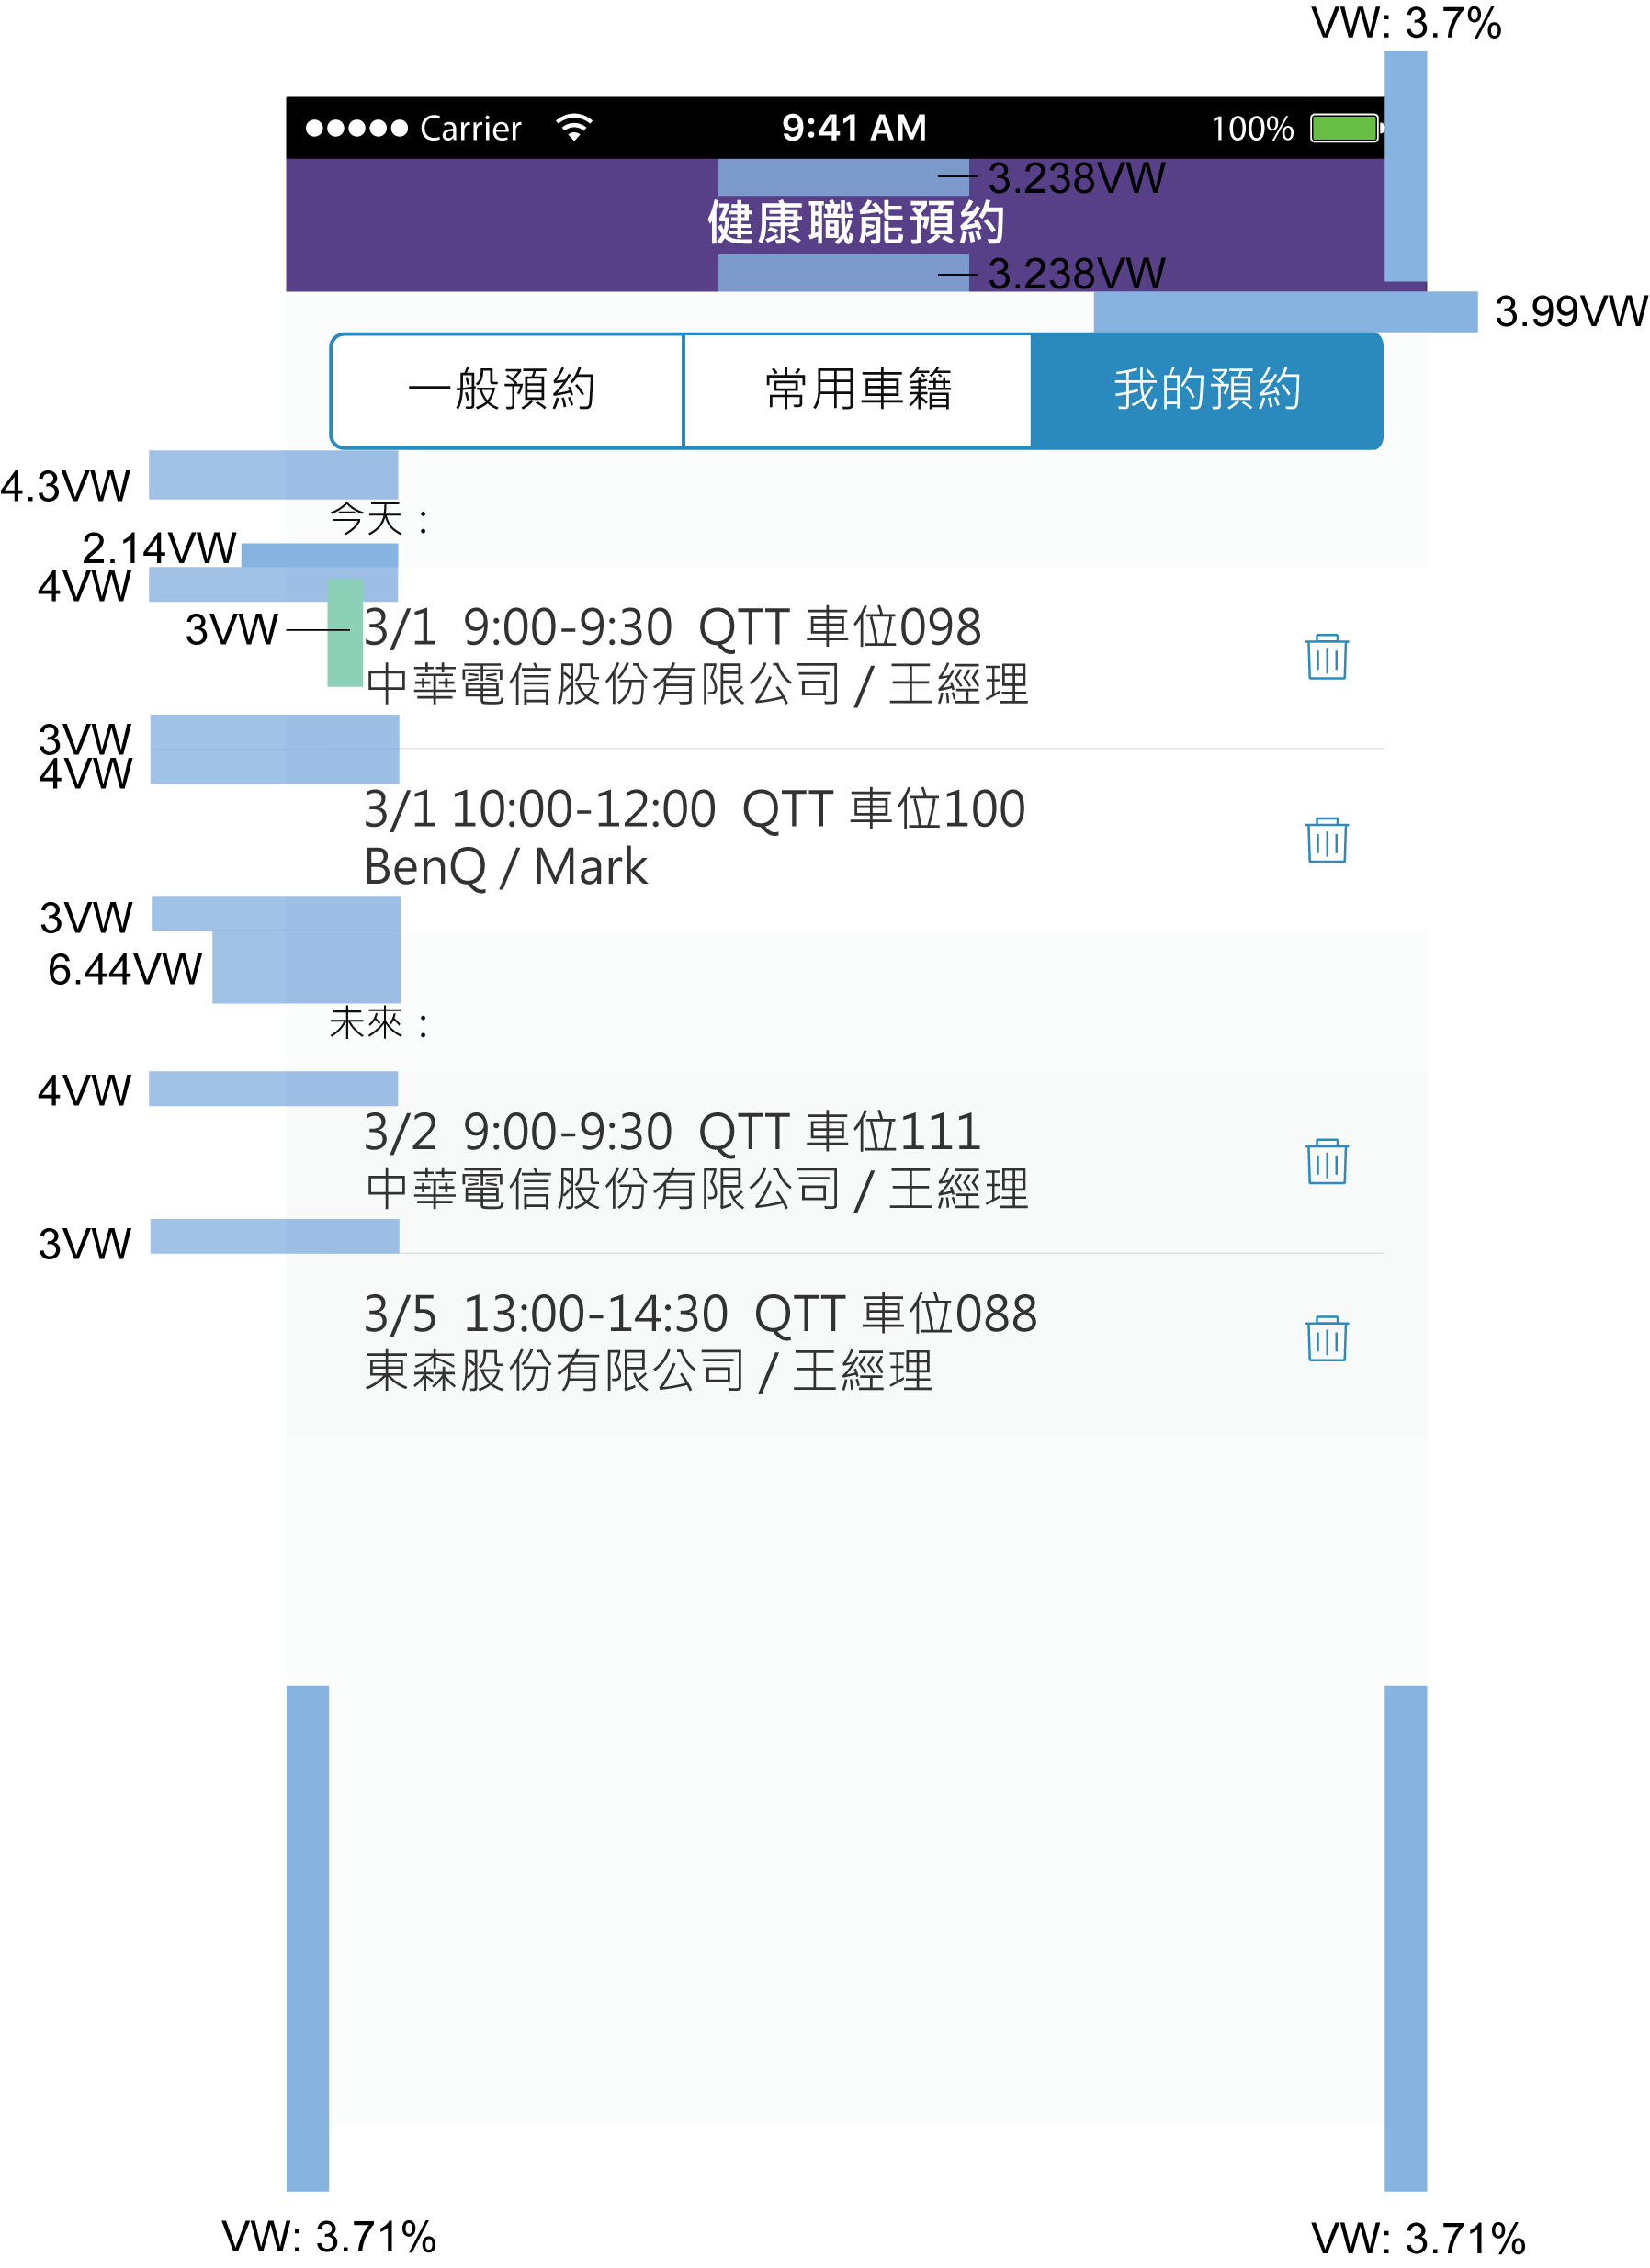 VW: 3.7%
Carrier 9:41 AM 100%
3.238VW
健康職能預約
3.238VW
3.99VW
一般預約 常用車籍 我的預約
4.3VW
今天：
2.14VW
4VW
3VW
3/1 9:00-9:30 QTT 車位098
中華電信股份有限公司 / 王經理
3VW
4VW
3/1 10:00-12:00 QTT 車位100
BenQ / Mark
3VW
6.44VW
未來：
4VW
3/2 9:00-9:30 QTT 車位111
中華電信股份有限公司 / 王經理
3VW
3/5 13:00-14:30 QTT 車位088
東森股份有限公司 / 王經理
VW: 3.71% VW: 3.71%